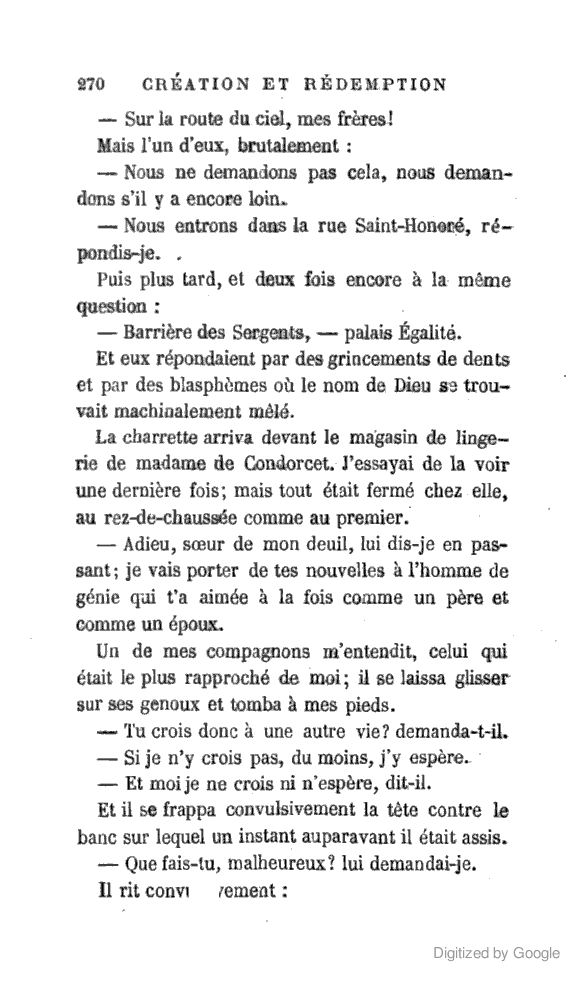 270 CRÉATION ET RÉDEMPTION
— Sur la route du ciel, mes frères!
Mais l'un d'eux, brutalement :
— Nous ne demandons pas cela, nous deman-
dons s'il y a encore loin.
— Nous entrons dans la rue Saint-Honoré, ré-
pondis-je.
Puis plus tard, et deux fois encore à la même
question :
— Barrière des Sergents, — palais Égalité.
Et eux répondaient par des grincements de dents
et par des blasphèmes où le nom de Dieu se trou-
vait machinalement mêlé.
La charrette arriva devant le magasin de linge-
rie de madame de Condorcet. J'essayai de la voir
une dernière fois; mais tout était fermé chez elle,
au rez-de-chaussée comme au premier.
— Adieu, sœur de mon deuil, lui dis-je en pas-
sant; je vais porter de tes nouvelles à l'homme de
génie qui t'a aimée à la fois comme un père et
comme un époux.
Un de mes compagnons m'entendit, celui qui
était le plus rapproché de moi; il se laissa glisser
sur ses genoux et tomba à mes pieds.
— Tu crois donc à une autre vie? demanda-t-il.
— Si je n'y crois pas, du moins, j'y espère.
— Et moi je ne crois ni n'espère, dit-il.
Et il se frappa convulsivement la tête contre le
banc sur lequel un instant auparavant il était assis.
— Que fais-tu, malheureux? lui demandai-je.
Il rit :
Digitized by Google